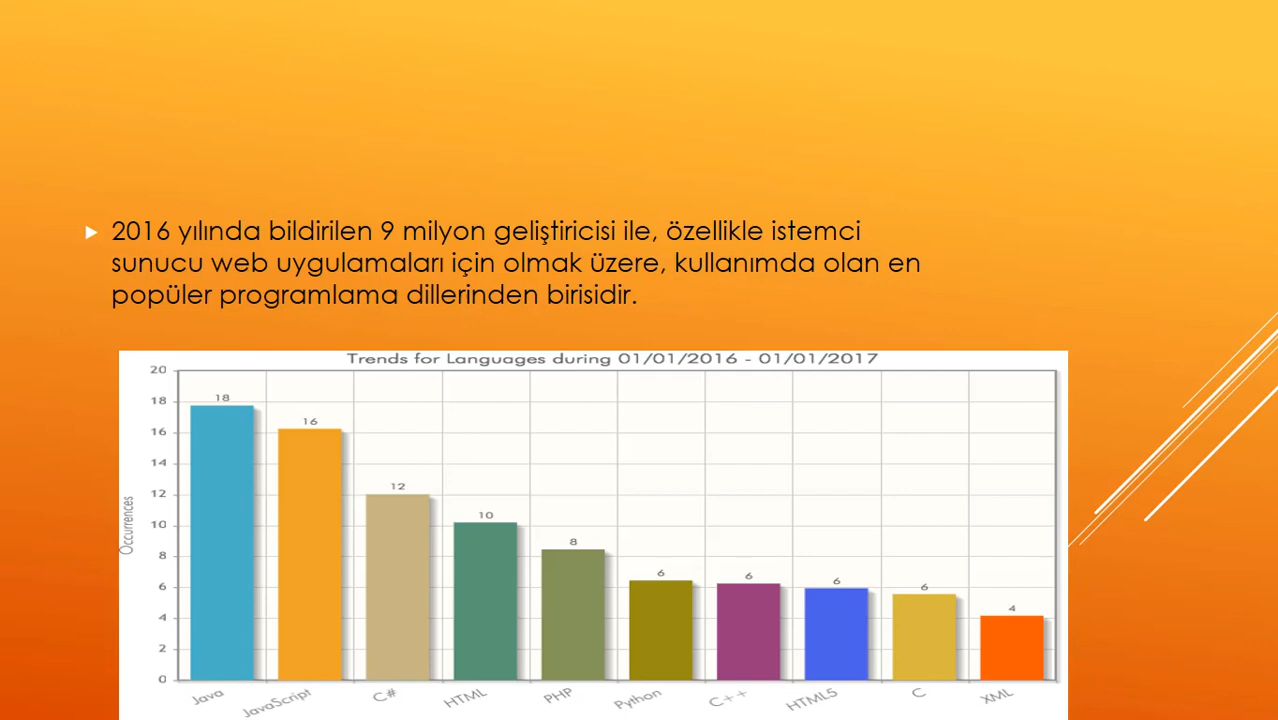 2016 yılında bildirilen 9 milyon geliştiricisi ile, özellikle istemci
sunucu web uygulamaları için olmak üzere, kullanımda olan en
popüler programlama dillerinden birisidir.
Trends for Languages during 01/01/2016 - 01/01/2017
Occurrences
20
18
16
14
12
10
8
6
4
2
0
18
16
12
10
8
6
6
6
6
4
Java
JavaScript
C#
HTML
PHP
Python
C++
HTML5
C
XML